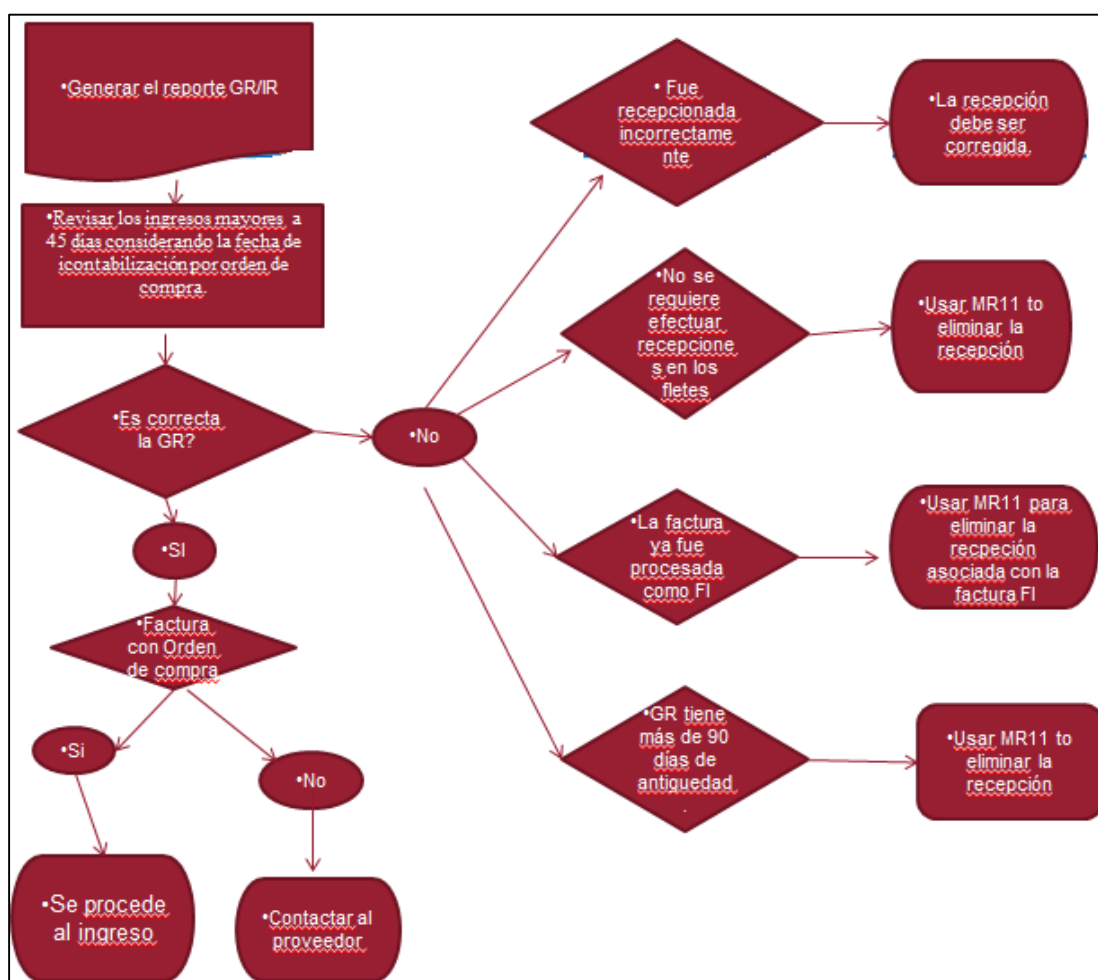 •Generar el reporte GR/IR
•Revisar los ingresos mayores a
45 días considerando la fecha de
icontabilización por orden de
compra.
•Es correcta
la GR?
•SI
•Factura
con Orden
de compra
•Si
•No
•Se procede
al ingreso
•Contactar al
proveedor
•No
• Fue
recepcionada
incorrectame
nte
•La recepción
debe ser
corregida.
•No se
requiere
efectuar
recepcione
s en los
fletes
•Usar MR11 to
eliminar la
recepción
•La factura
ya fue
procesada
como FI
•Usar MR11 para
eliminar la
recpeción
asociada con la
factura FI
•GR tiene
más de 90
días de
antiguedad
.
•Usar MR11 to
eliminar la
recepción